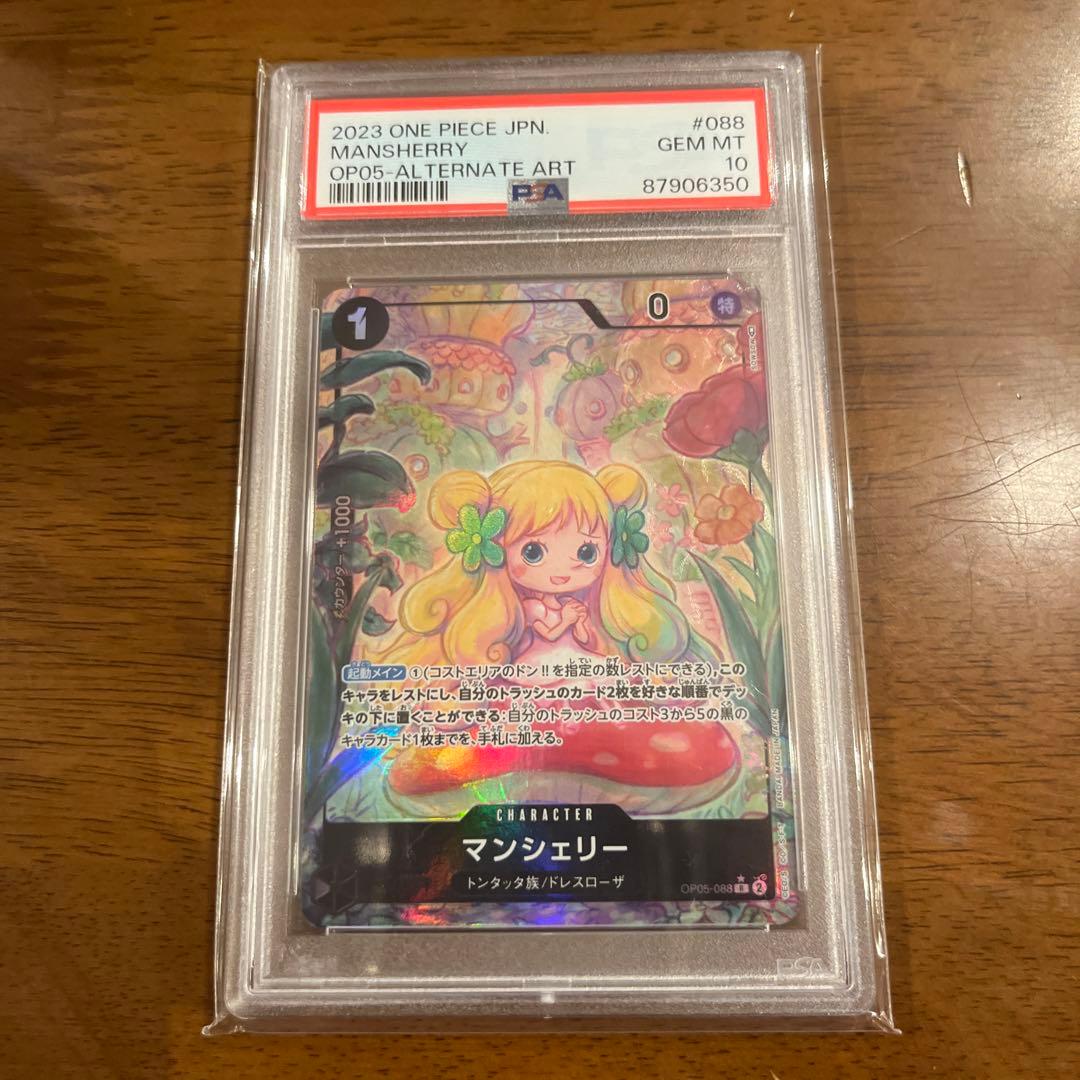 2023 ONE PIECE JPN.
#088
MANSHERRY
GEM MT
OP05-ALTERNATE ART
10
PSA
87906350
1
0
特
カウンター +1000
起動メイン ①(コストエリアのドン!!を指定の数レストにできる),この
キャラをレストにし、自分のトラッシュのカード2枚を好きな順番でデッ
キの下に置くことができる:自分のトラッシュのコスト3から5の黒の
キャラカード1枚までを、手札に加える。
BANDAI MADE IN JAPAN
CHARACTER
マンシェリー
トンタッタ族/ドレスローザ
OP05-088 R 2
PSA